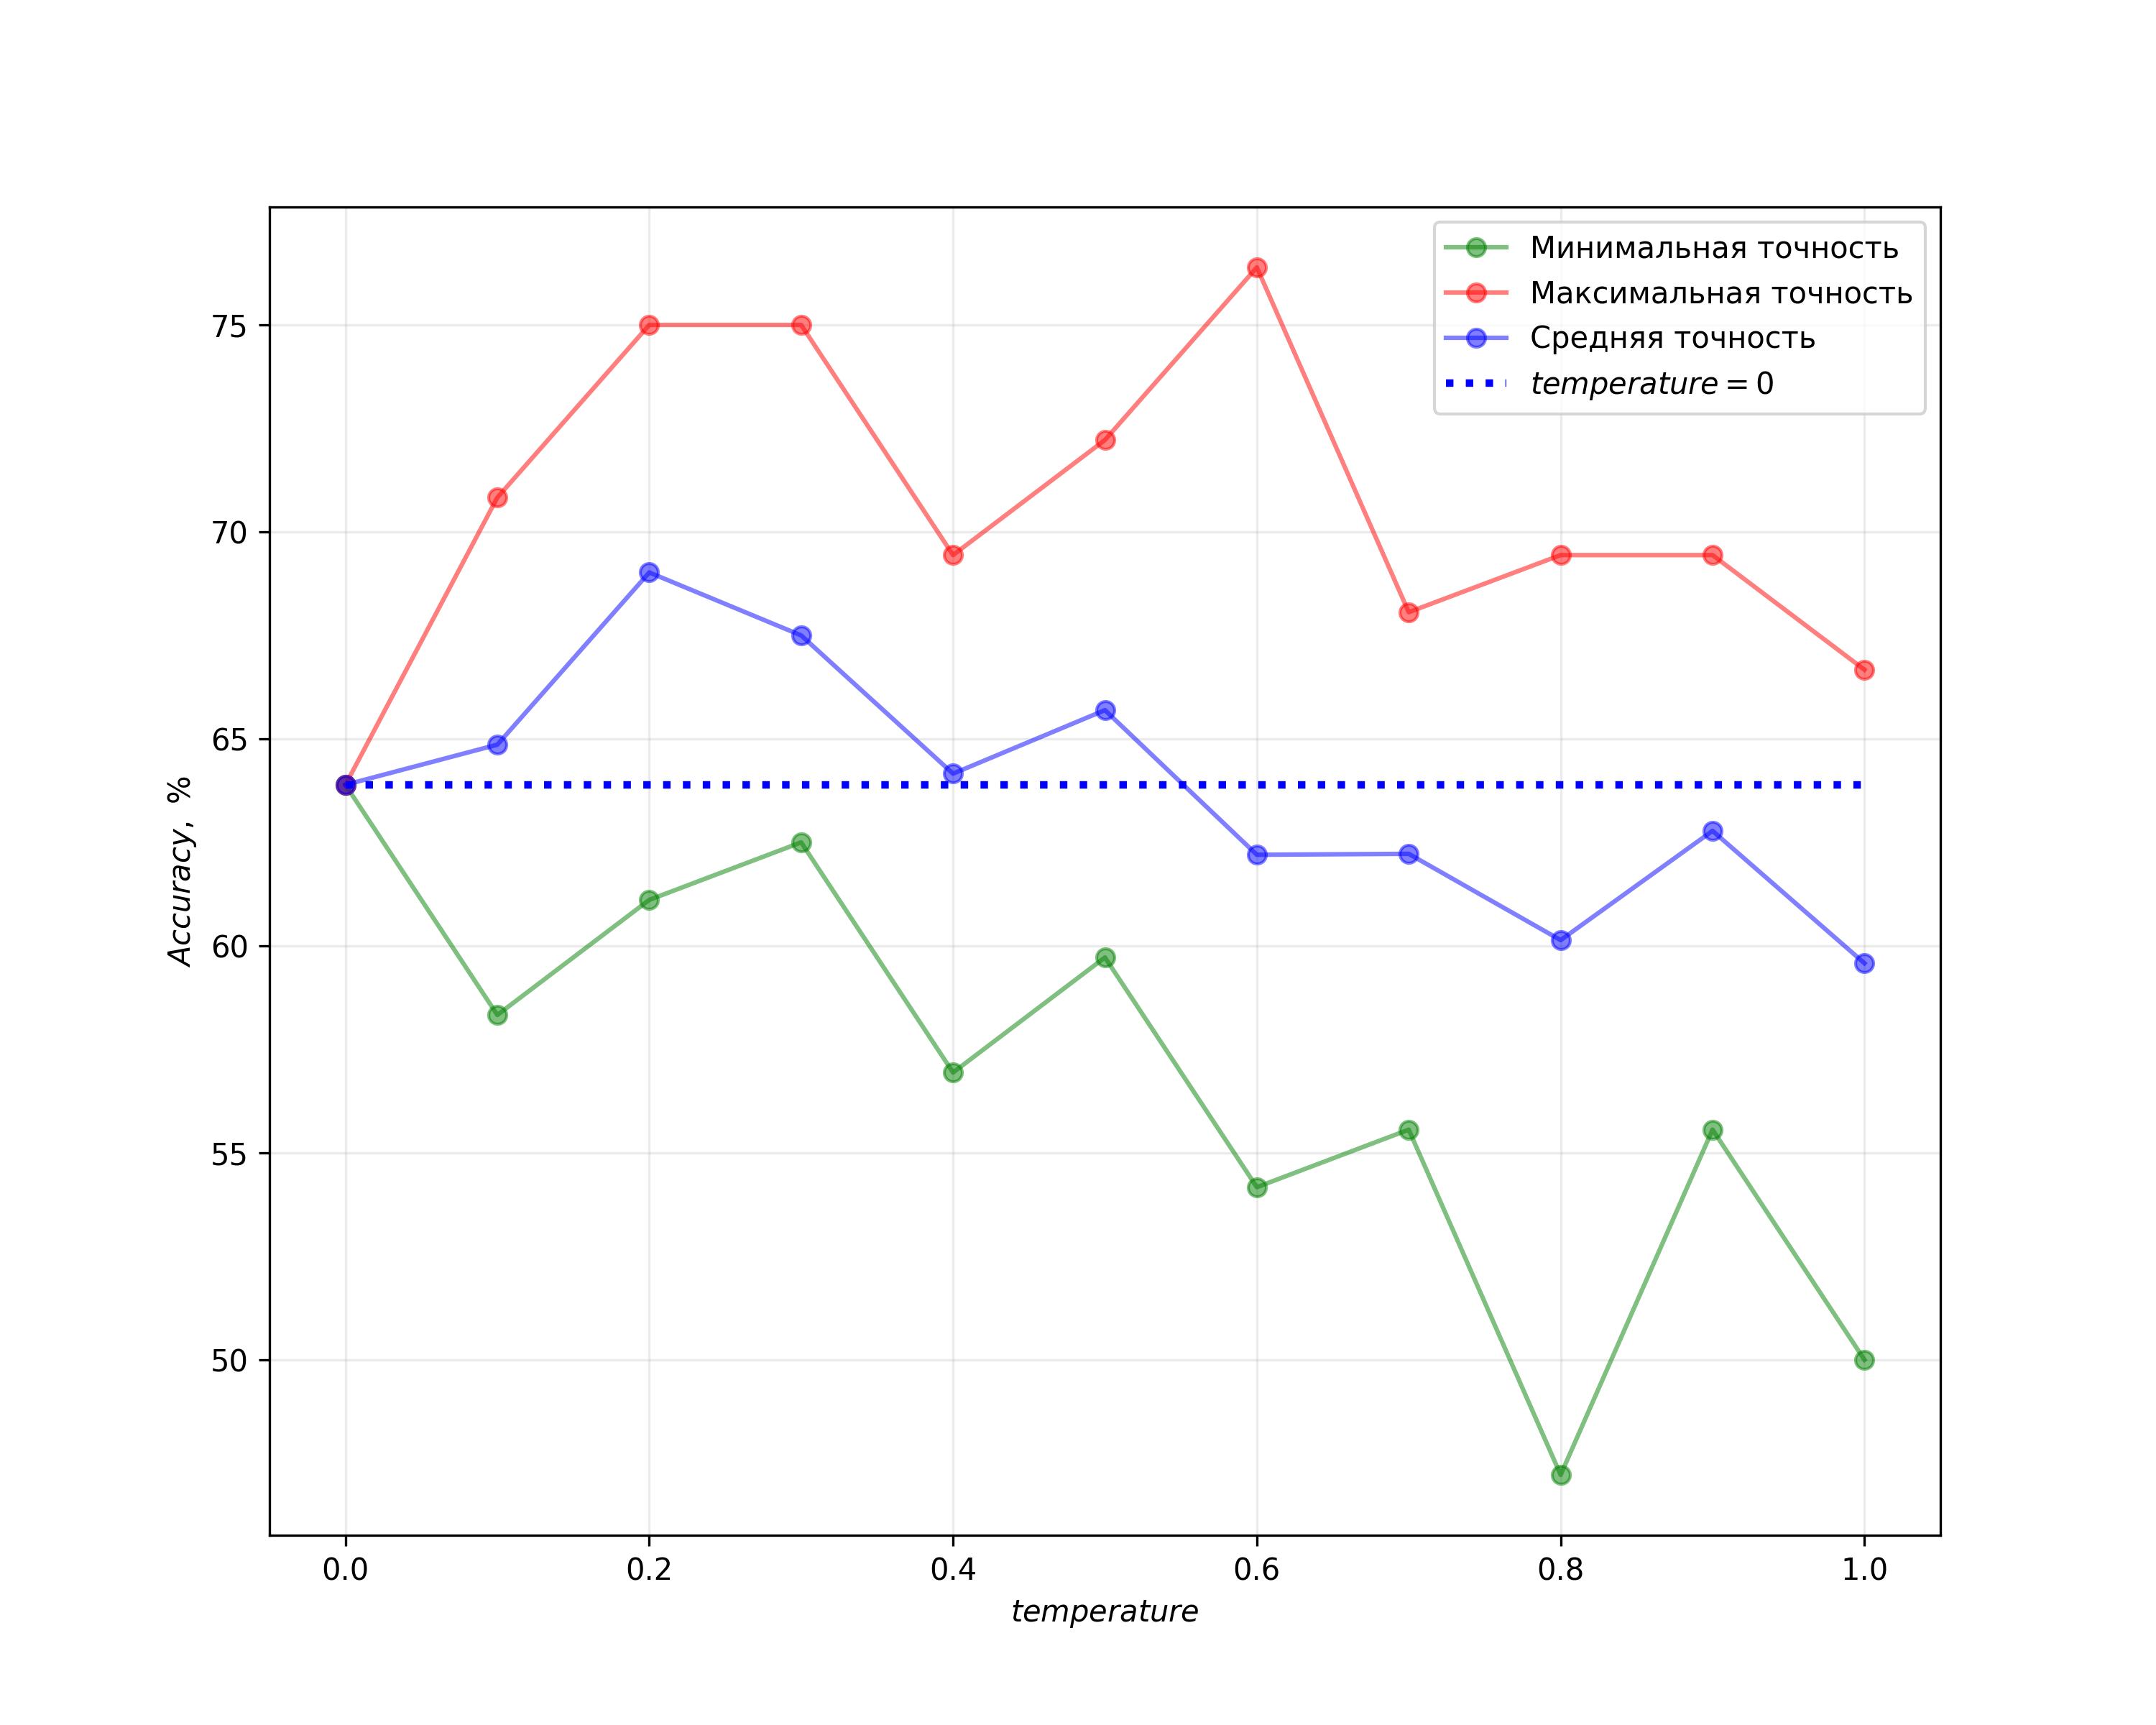 Минимальная точность
Максимальная точность
Средняя точность
temperature = 0
75
70
65
60
55
50
Accuracy, %
0.0 0.2 0.4 0.6 0.8 1.0
temperature